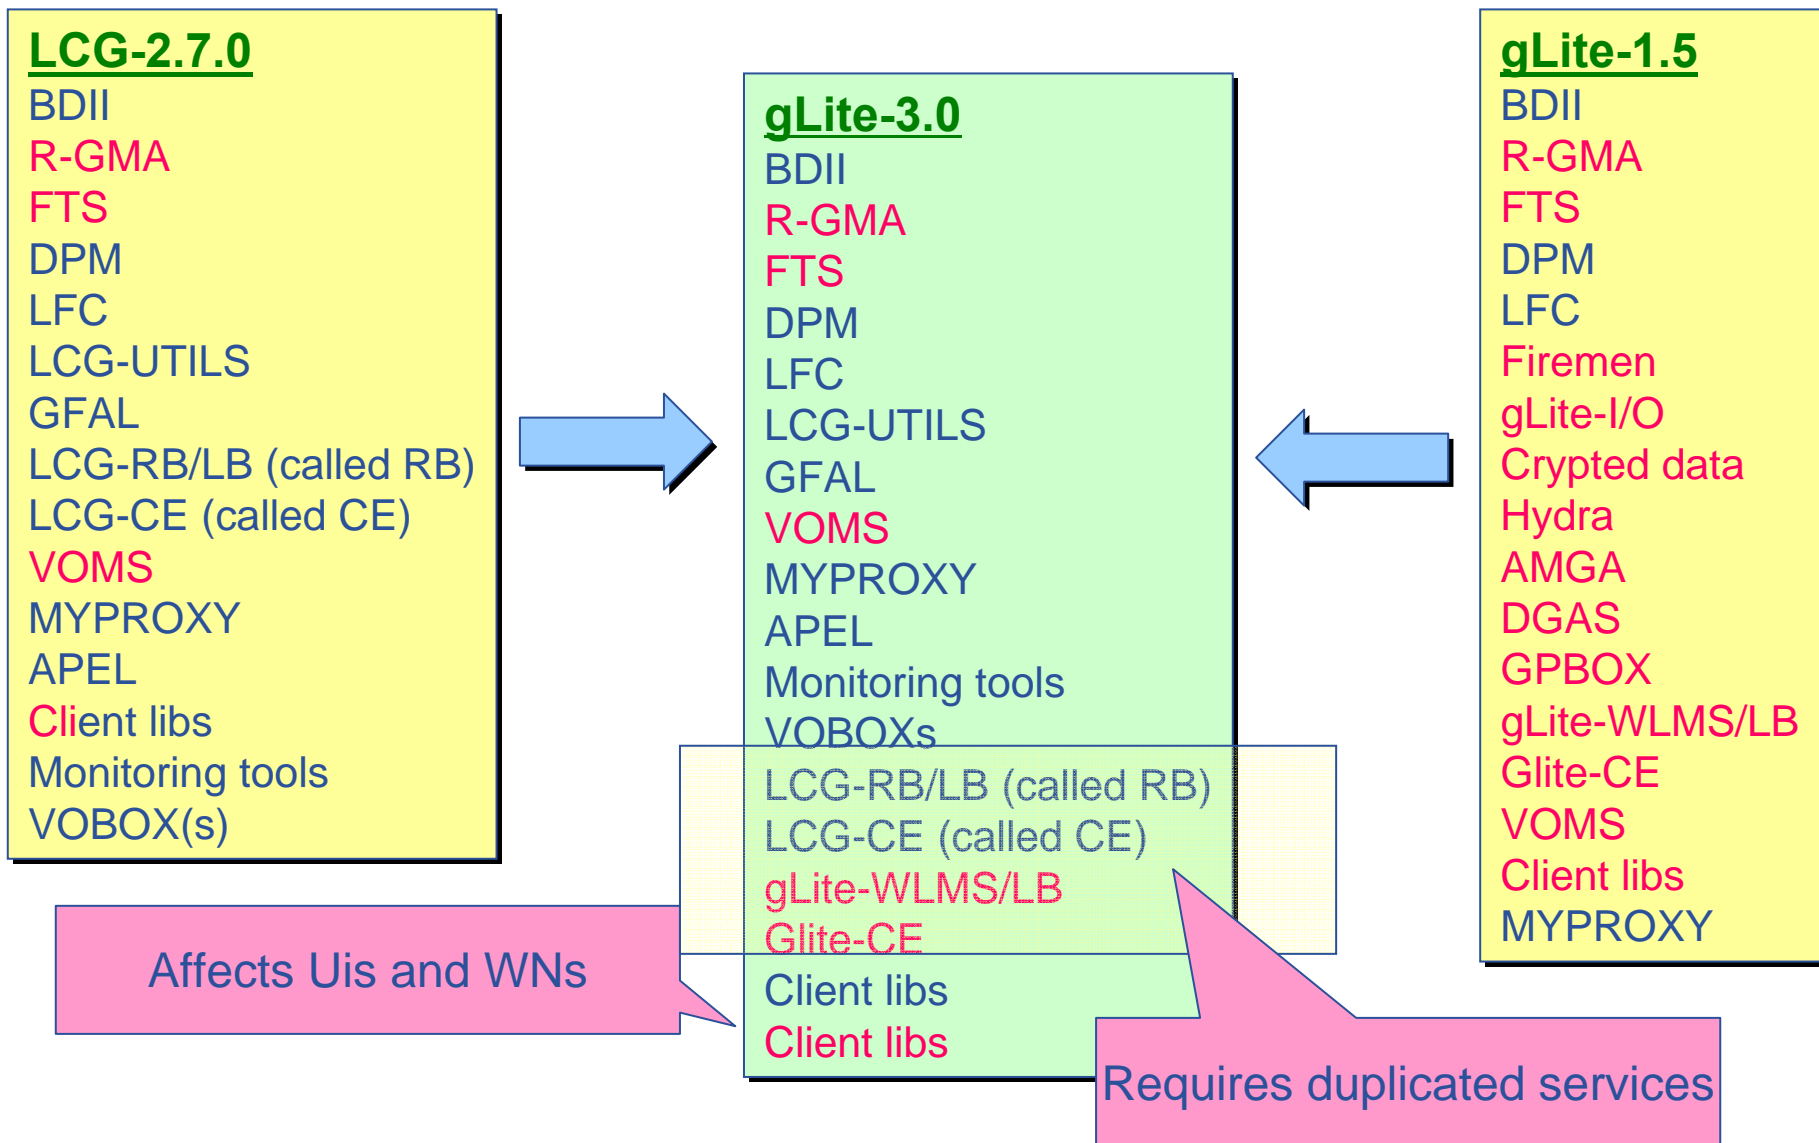 LCG-2.7.0
BDII
R-GMA
FTS
DPM
LFC
LCG-UTILS
GFAL
LCG-RB/LB (called RB)
LCG-CE (called CE)
VOMS
MYPROXY
APEL
Client libs
Monitoring tools
VOBOX(s)
gLite-3.0
BDII
R-GMA
FTS
DPM
LFC
LCG-UTILS
GFAL
VOMS
MYPROXY
APEL
Monitoring tools
VOBOXs
LCG-RB/LB (called RB)
LCG-CE (called CE)
gLite-WLMS/LB
Glite-CE
Client libs
Client libs
gLite-1.5
BDII
R-GMA
FTS
DPM
LFC
Firemen
gLite-I/O
Crypted data
Hydra
AMGA
DGAS
GPBOX
gLite-WLMS/LB
Glite-CE
VOMS
Client libs
MYPROXY
Affects Uis and WNs
Requires duplicated services